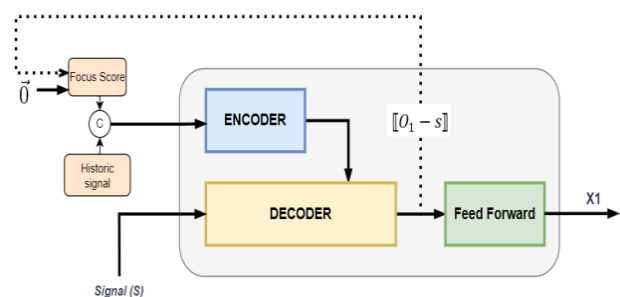 Focus Score
0⃗
C
ENCODER
⟦O₁ − s⟧
Historic
signal
DECODER
Feed Forward
X1
Signal (S)